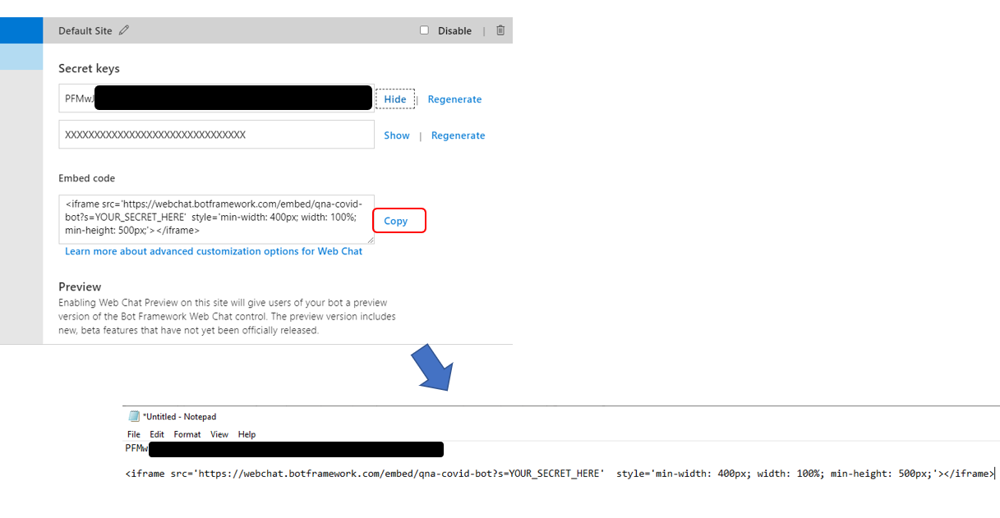 Default Site
Disable |
Secret keys
PFMwJ
Hide | Regenerate
XXXXXXXXXXXXXXXXXXXXXXXXXXXXXXXX
Show | Regenerate
Embed code
<iframe src='https://webchat.botframework.com/embed/qna-covid-
bot?s=YOUR_SECRET_HERE'  style='min-width: 400px; width: 100%;
min-height: 500px;'></iframe>
Copy
Learn more about advanced customization options for Web Chat
Preview
Enabling Web Chat Preview on this site will give users of your bot a preview
version of the Bot Framework Web Chat control. The preview version includes
new, beta features that have not yet been officially released.
*Untitled - Notepad
File Edit Format View Help
PFMw
<iframe src='https://webchat.botframework.com/embed/qna-covid-bot?s=YOUR_SECRET_HERE'  style='min-width: 400px; width: 100%; min-height: 500px;'></iframe>